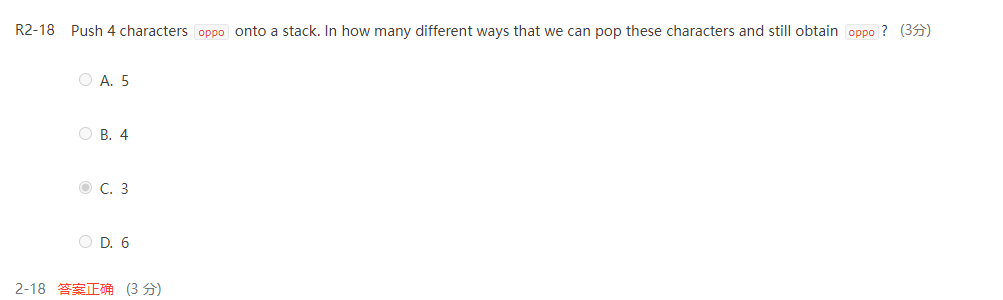 R2-18 Push 4 characters oppo onto a stack. In how many different ways that we can pop these characters and still obtain oppo ? (3分)
A. 5
B. 4
C. 3
D. 6
2-18 答案正确 (3 分)